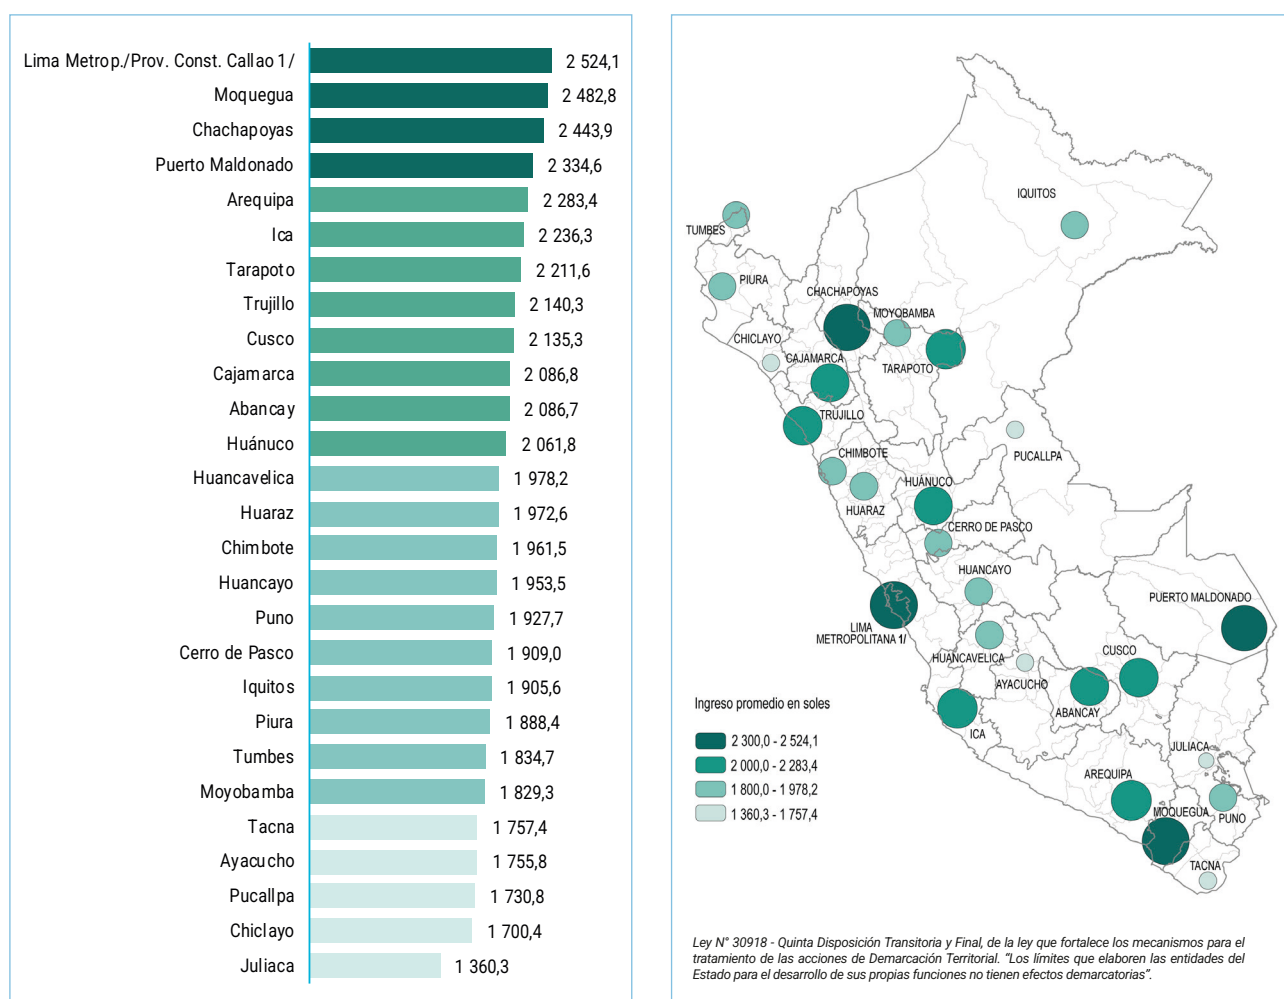 Lima Metrop./Prov. Const. Callao 1/ 2 524,1
Moquegua 2 482,8
Chachapoyas 2 443,9
Puerto Maldonado 2 334,6
Arequipa 2 283,4
Ica 2 236,3
Tarapoto 2 211,6
Trujillo 2 140,3
Cusco 2 135,3
Cajamarca 2 086,8
Abancay 2 086,7
Huánuco 2 061,8
Huancavelica 1 978,2
Huaraz 1 972,6
Chimbote 1 961,5
Huancayo 1 953,5
Puno 1 927,7
Cerro de Pasco 1 909,0
Iquitos 1 905,6
Piura 1 888,4
Tumbes 1 834,7
Moyobamba 1 829,3
Tacna 1 757,4
Ayacucho 1 755,8
Pucallpa 1 730,8
Chiclayo 1 700,4
Juliaca 1 360,3
IQUITOS
TUMBES
PIURA
CHACHAPOYAS
MOYOBAMBA
CHICLAYO
CAJAMARCA
TARAPOTO
TRUJILLO
CHIMBOTE
PUCALLPA
HUÁNUCO
HUARAZ
CERRO DE PASCO
HUANCAYO
PUERTO MALDONADO
LIMA
METROPOLITANA 1/
CUSCO
HUANCAVELICA
AYACUCHO
ABANCAY
ICA
JULIACA
AREQUIPA
MOQUEGUA
PUNO
TACNA
Ingreso promedio en soles
2 300,0 - 2 524,1
2 000,0 - 2 283,4
1 800,0 - 1 978,2
1 360,3 - 1 757,4
Ley N° 30918 - Quinta Disposición Transitoria y Final, de la ley que fortalece los mecanismos para el
tratamiento de las acciones de Demarcación Territorial. "Los límites que elaboren las entidades del
Estado para el desarrollo de sus propias funciones no tienen efectos demarcatorias".